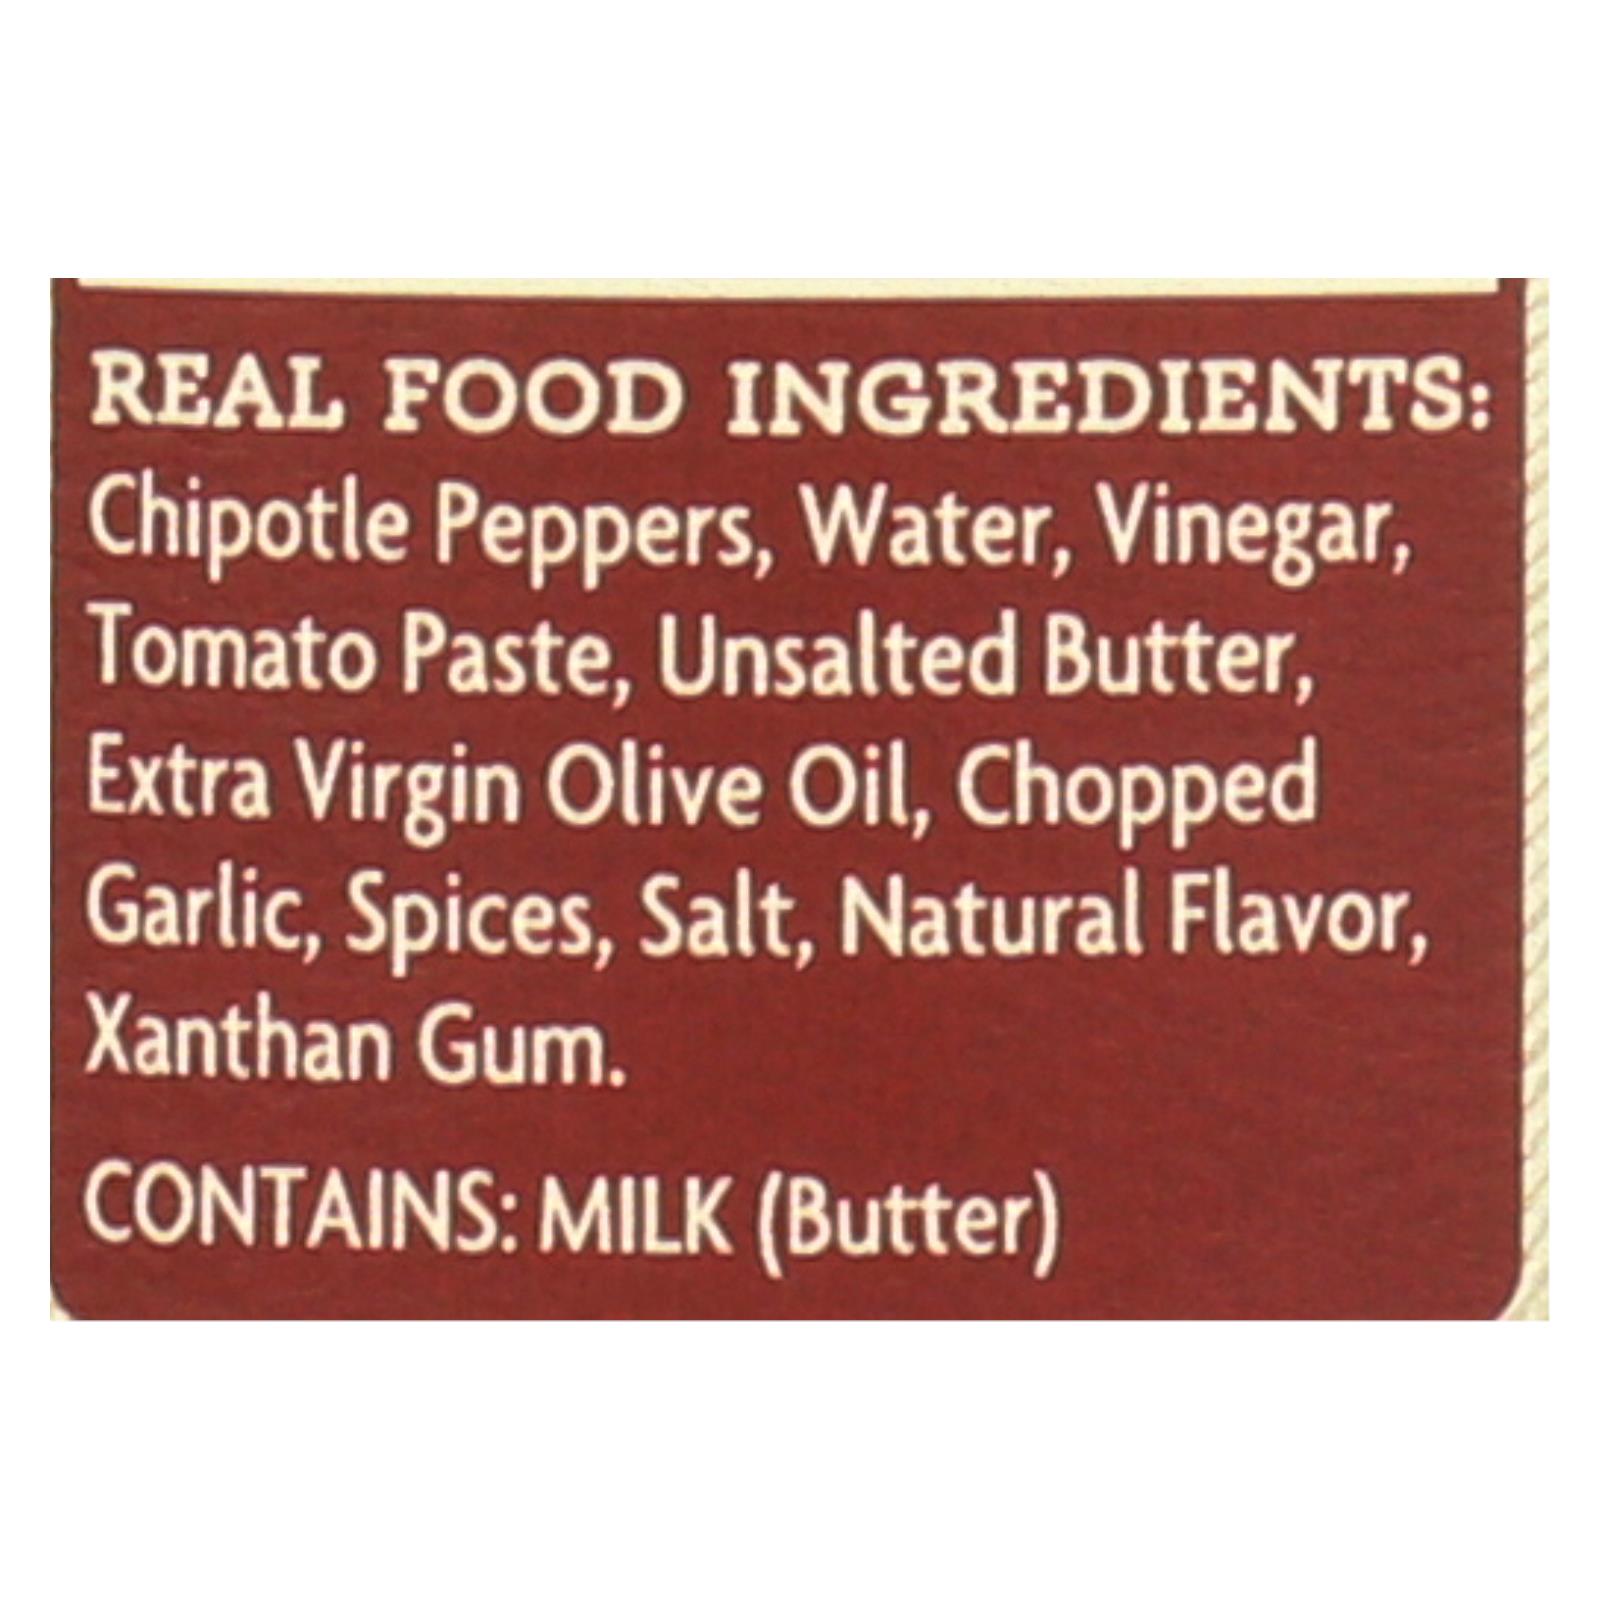 REAL FOOD INGREDIENTS:
Chipotle Peppers, Water, Vinegar,
Tomato Paste, Unsalted Butter,
Extra Virgin Olive Oil, Chopped
Garlic, Spices, Salt, Natural Flavor,
Xanthan Gum.
CONTAINS: MILK (Butter)